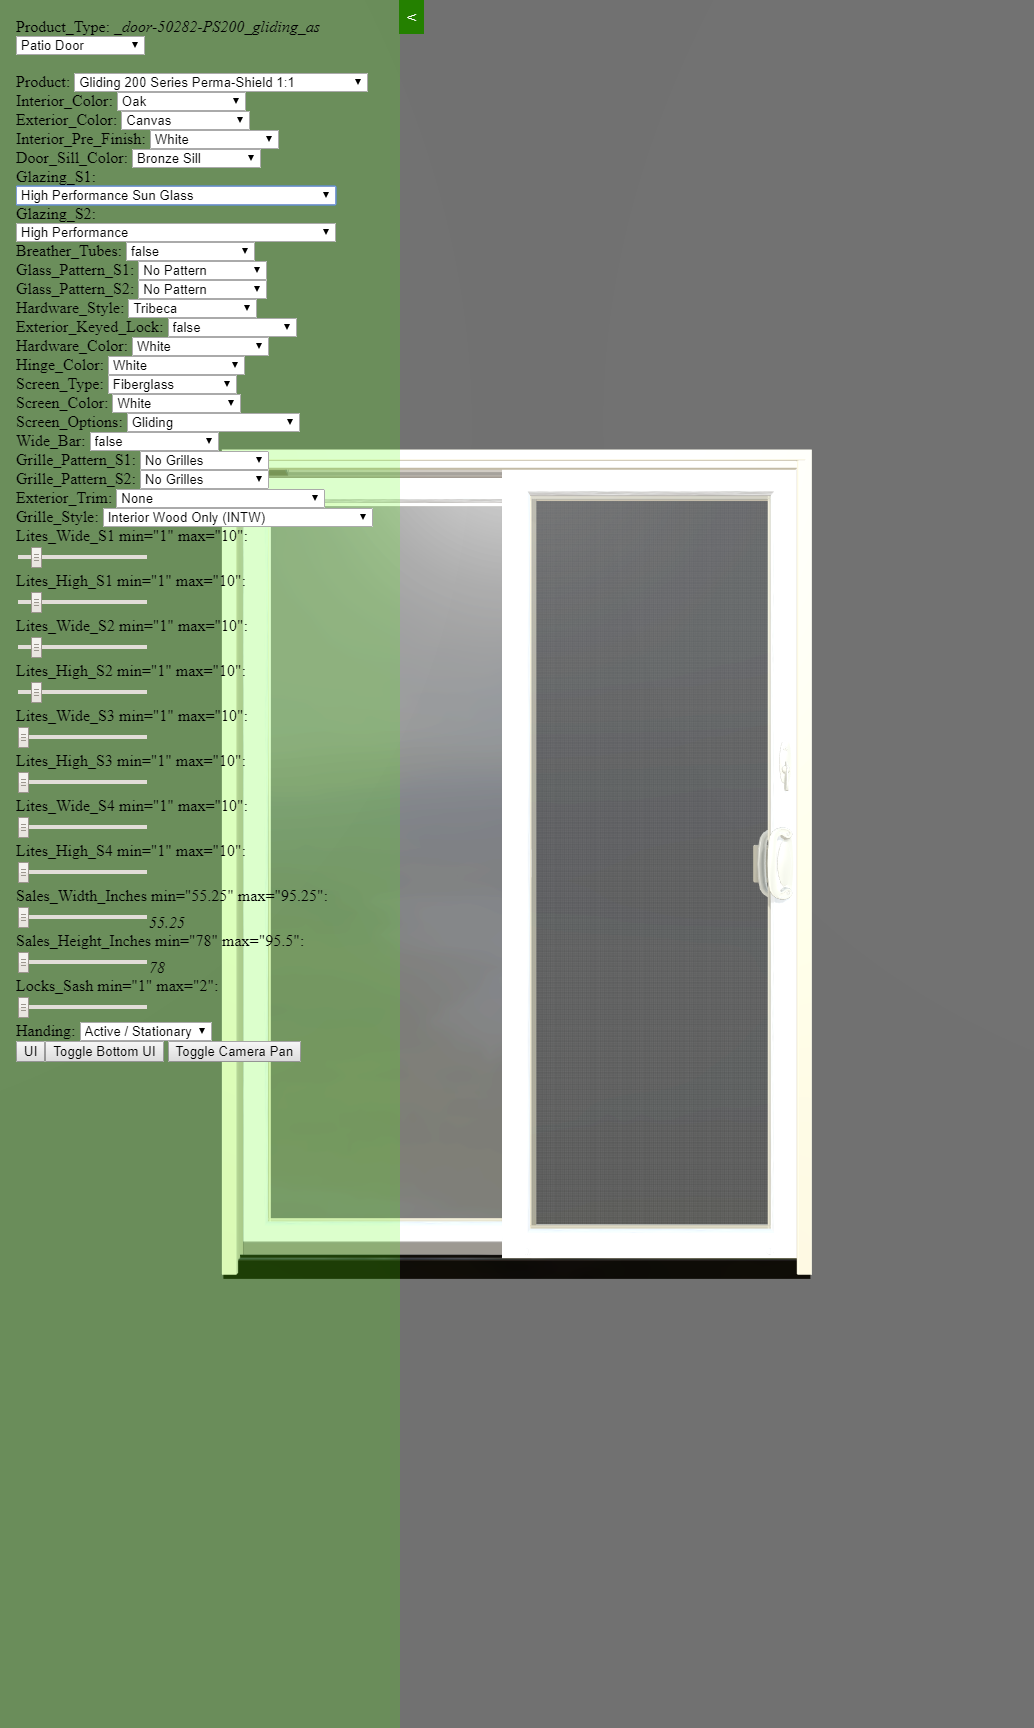 Product_Type: _door-50282-PS200_gliding_as
Patio Door
<
Product: Gliding 200 Series Perma-Shield 1:1
Interior_Color: Oak
Exterior_Color: Canvas
Interior_Pre_Finish: White
Door_Sill_Color: Bronze Sill
Glazing_S1:
High Performance Sun Glass
Glazing_S2:
High Performance
Breather_Tubes: false
Glass_Pattern_S1: No Pattern
Glass_Pattern_S2: No Pattern
Hardware_Style: Tribeca
Exterior_Keyed_Lock: false
Hardware_Color: White
Hinge_Color: White
Screen_Type: Fiberglass
Screen_Color: White
Screen_Options: Gliding
Wide_Bar: false
Grille_Pattern_S1: No Grilles
Grille_Pattern_S2: No Grilles
Exterior_Trim: None
Grille_Style: Interior Wood Only (INTW)
Lites_Wide_S1 min="1" max="10":
Lites_High_S1 min="1" max="10":
Lites_Wide_S2 min="1" max="10":
Lites_High_S2 min="1" max="10":
Lites_Wide_S3 min="1" max="10":
Lites_High_S3 min="1" max="10":
Lites_Wide_S4 min="1" max="10":
Lites_High_S4 min="1" max="10":
Sales_Width_Inches min="55.25" max="95.25":
55.25
Sales_Height_Inches min="78" max="95.5":
78
Locks_Sash min="1" max="2":
Handing: Active / Stationary
UI Toggle Bottom UI Toggle Camera Pan